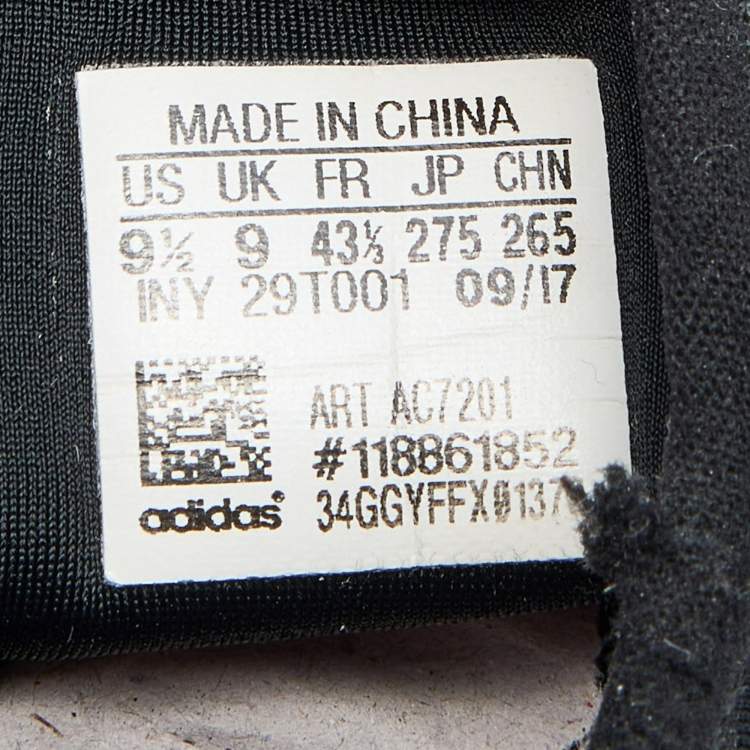 MADE IN CHINA
US UK FR JP CHN
9½ 9 43⅓ 275 265
INY 29T001 09/17
ART AC7201
#118861852
adidas®